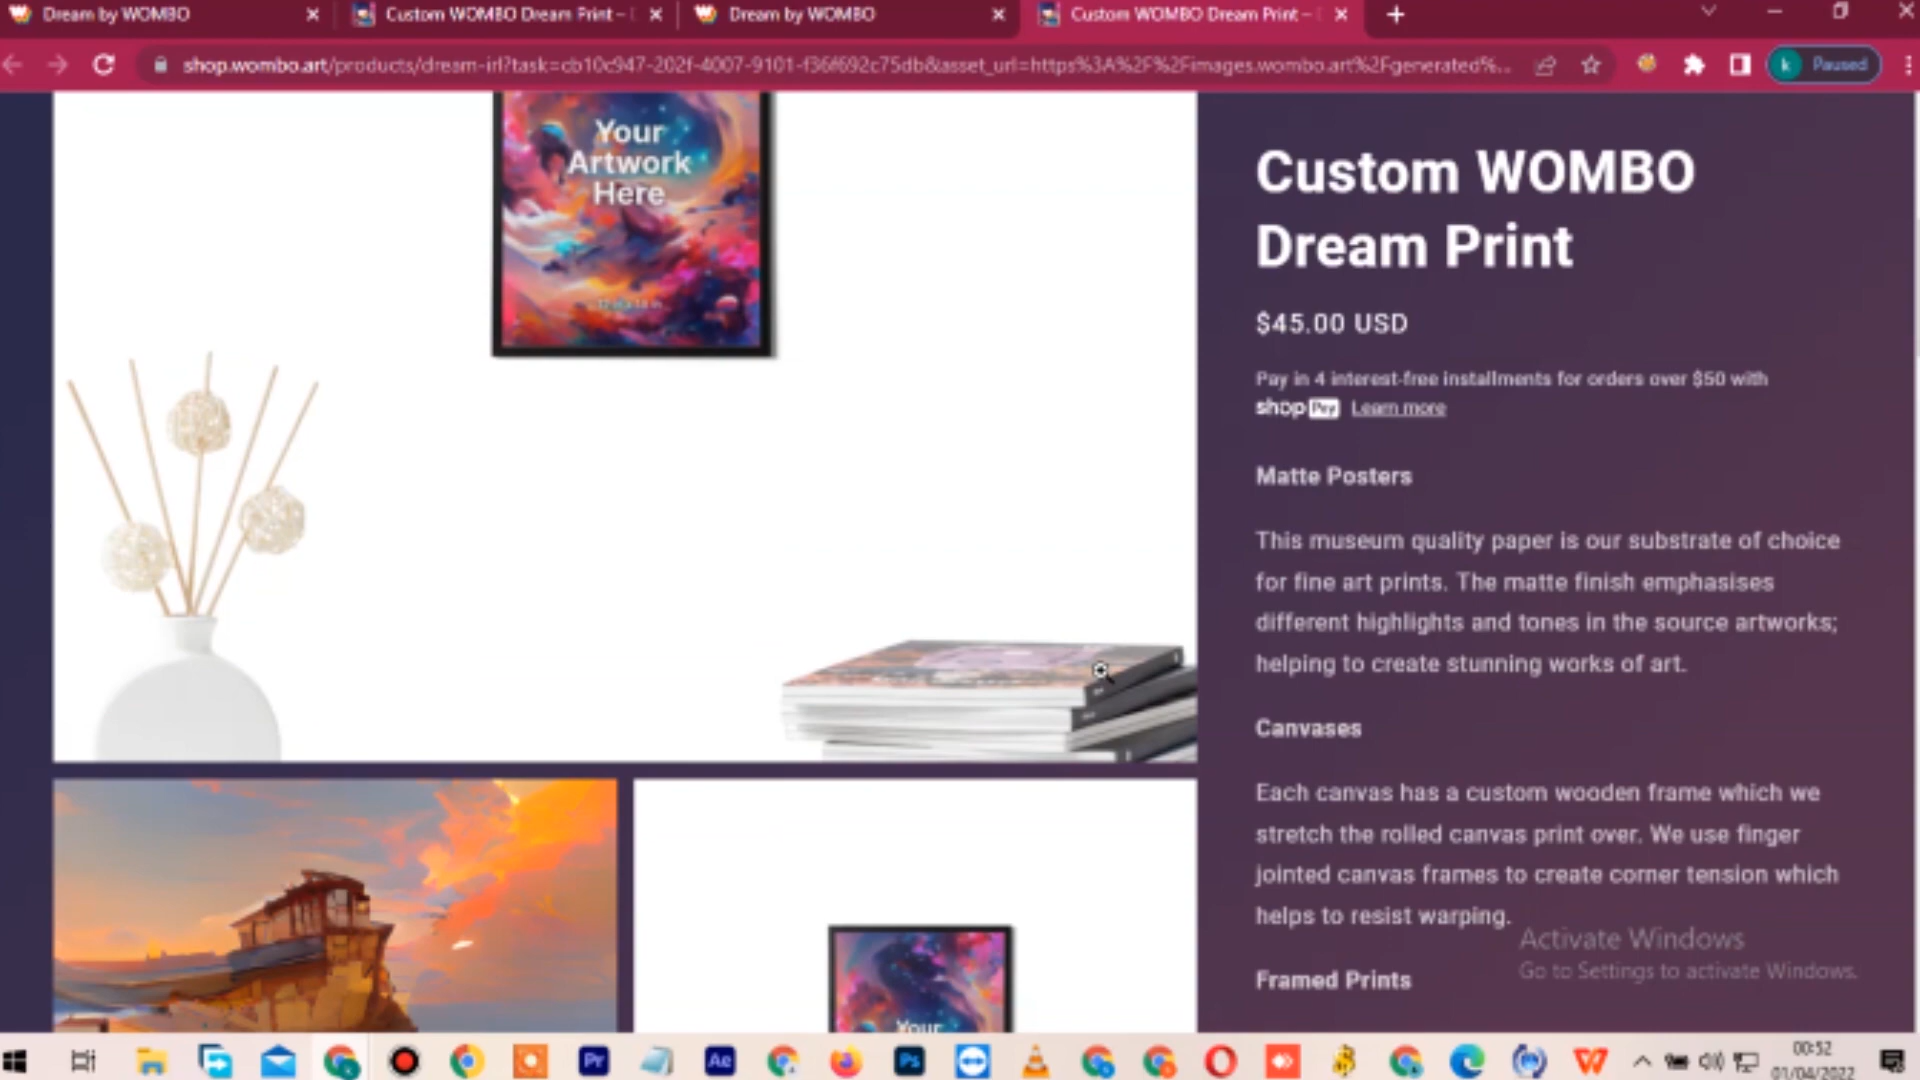 Dream by WOMBO
Custom WOMBO Dream Print –
Dream by WOMBO
Custom WOMBO Dream Print –
shop.wombo.art/products/dream-irl?task=cb10c947-202f-4007-9101-f36f692c75db&asset_url=https%3A%2F%2Fimages.wombo.art%2Fgenerated%...
k Paused
Your
Artwork
Here
Custom WOMBO
Dream Print
$45.00 USD
Pay in 4 interest-free installments for orders over $50 with
shop Pay Learn more
Matte Posters
This museum quality paper is our substrate of choice
for fine art prints. The matte finish emphasises
different highlights and tones in the source artworks;
helping to create stunning works of art.
Canvases
Each canvas has a custom wooden frame which we
stretch the rolled canvas print over. We use finger
jointed canvas frames to create corner tension which
helps to resist warping.
Framed Prints
Your
Activate Windows
Go to Settings to activate Windows.
Pr
Ae
Ps
00:52
01/04/2022